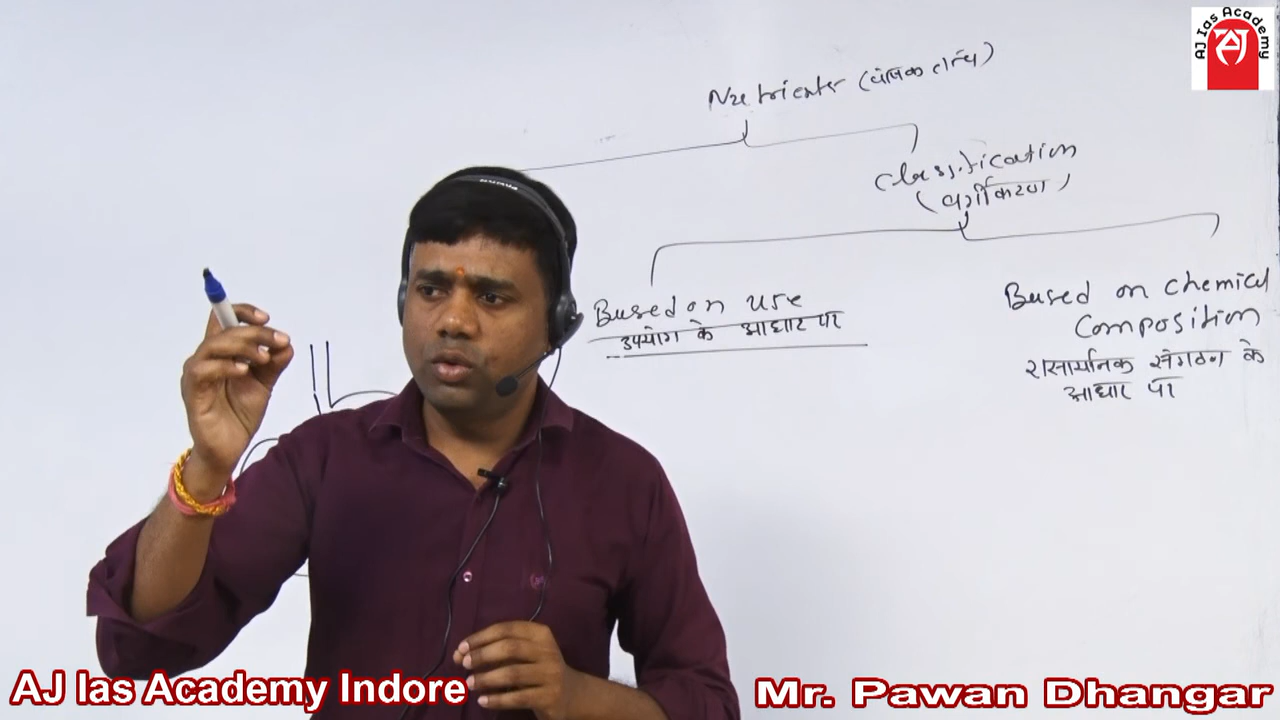 AJ Ias Academy
AJ
Nutrients (पोषक तत्व)
Classification
(वर्गीकरण)
Based on use
उपयोग के आधार पर
Based on chemical
Composition
रासायनिक संगठन के
आधार पर
AJ Ias Academy Indore
Mr. Pawan Dhangar